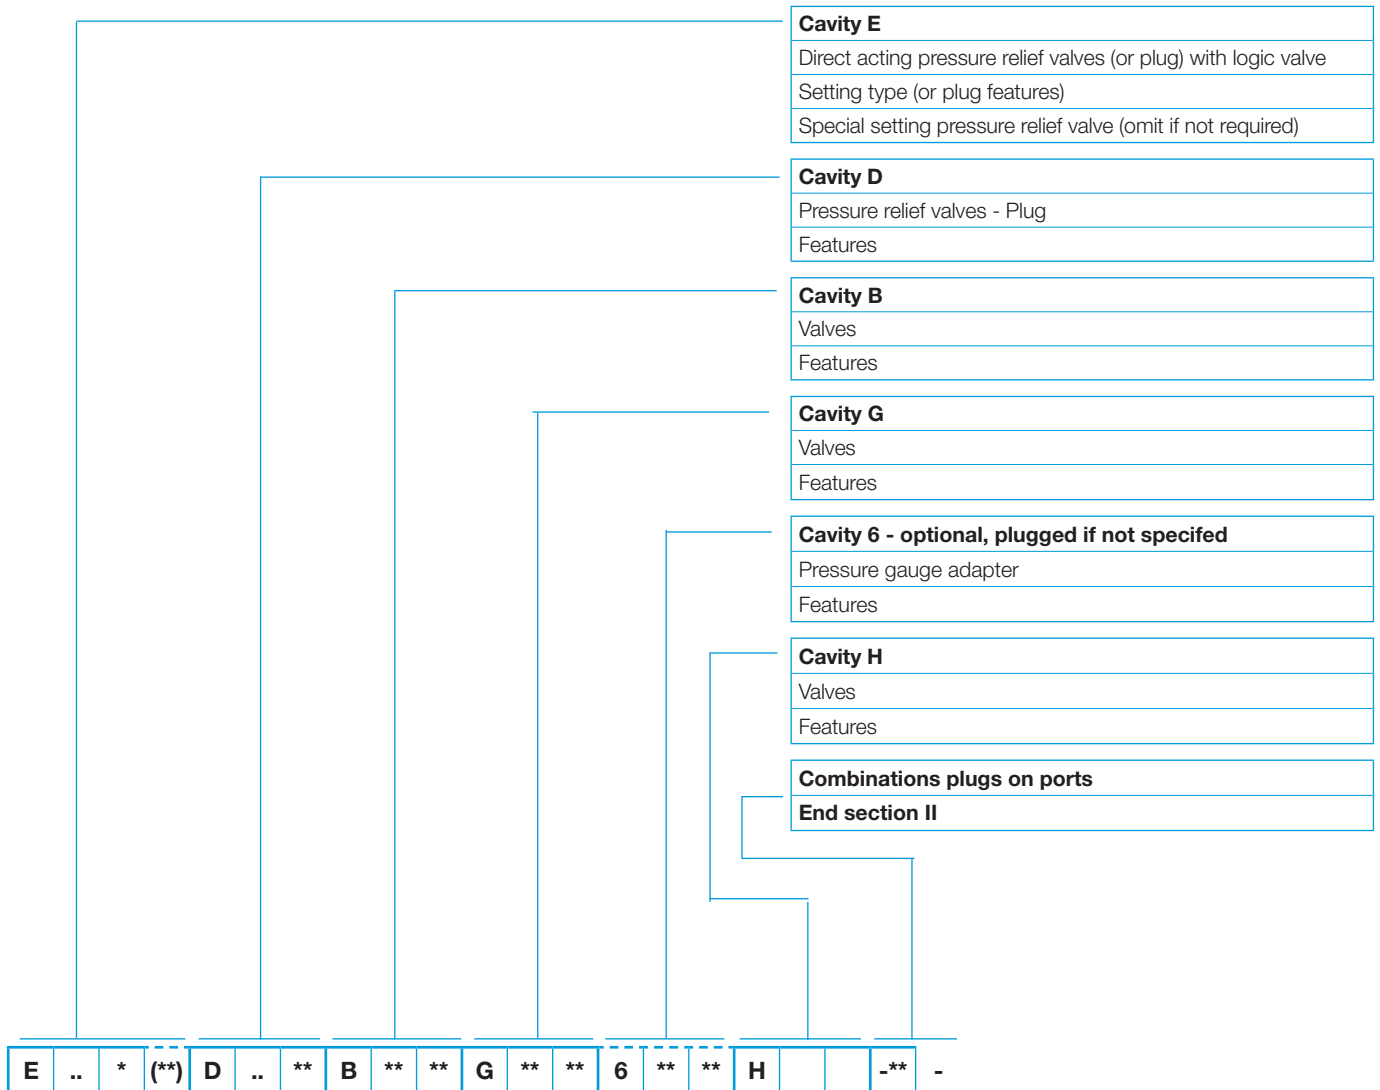 Cavity E
Direct acting pressure relief valves (or plug) with logic valve
Setting type (or plug features)
Special setting pressure relief valve (omit if not required)
Cavity D
Pressure relief valves - Plug
Features
Cavity B
Valves
Features
Cavity G
Valves
Features
Cavity 6 - optional, plugged if not specifed
Pressure gauge adapter
Features
Cavity H
Valves
Features
Combinations plugs on ports
End section II
E .. * (**) D .. ** B ** ** G ** ** 6 ** ** H -** -